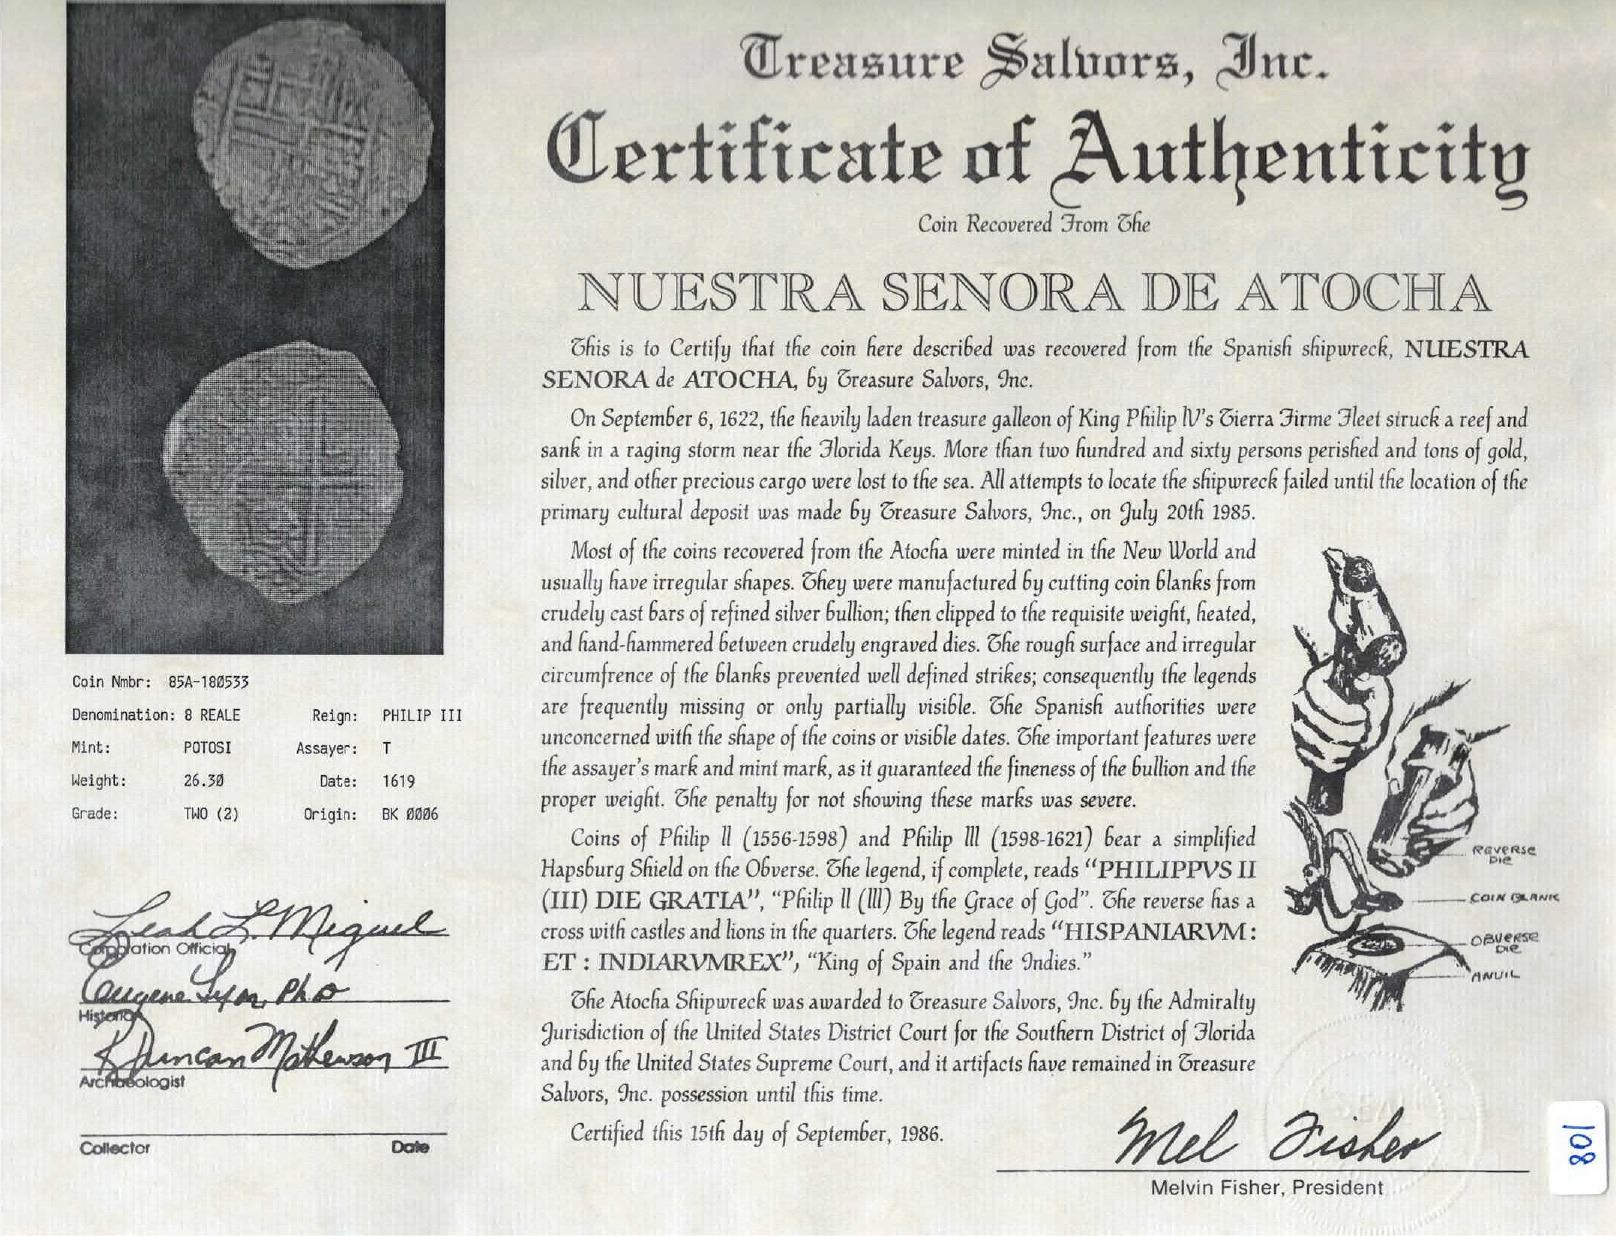 Treasure Salvors, Inc.
Certificate of Authenticity
Coin Recovered From The
NUESTRA SENORA DE ATOCHA
This is to Certify that the coin here described was recovered from the Spanish shipwreck, NUESTRA
SENORA de ATOCHA, by Treasure Salvors, Inc.
On September 6, 1622, the heavily laden treasure galleon of King Philip IV's Tierra Firme Fleet struck a reef and
sank in a raging storm near the Florida Keys. More than two hundred and sixty persons perished and tons of gold,
silver, and other precious cargo were lost to the sea. All attempts to locate the shipwreck failed until the location of the
primary cultural deposit was made by Treasure Salvors, Inc., on July 20th 1985.
Most of the coins recovered from the Atocha were minted in the New World and
usually have irregular shapes. They were manufactured by cutting coin blanks from
crudely cast bars of refined silver bullion; then clipped to the requisite weight, heated,
and hand-hammered between crudely engraved dies. The rough surface and irregular
circumfrence of the blanks prevented well defined strikes; consequently the legends
are frequently missing or only partially visible. The Spanish authorities were
unconcerned with the shape of the coins or visible dates. The important features were
the assayer's mark and mint mark, as it guaranteed the fineness of the bullion and the
proper weight. The penalty for not showing these marks was severe.
Coins of Philip II (1556-1598) and Philip III (1598-1621) bear a simplified
Hapsburg Shield on the Obverse. The legend, if complete, reads "PHILIPPVS II
(III) DIE GRATIA", "Philip II (III) By the Grace of God". The reverse has a
cross with castles and lions in the quarters. The legend reads "HISPANIARVM :
ET : INDIARVMREX", "King of Spain and the Indies."
The Atocha Shipwreck was awarded to Treasure Salvors, Inc. by the Admiralty
Jurisdiction of the United States District Court for the Southern District of Florida
and by the United States Supreme Court, and it artifacts have remained in Treasure
Salvors, Inc. possession until this time.
Certified this 15th day of September, 1986.
Mel Fisher
Melvin Fisher, President
REVERSE
DIE
COIN BLANK
OBVERSE
DIE
ANVIL
Coin Nmbr: 85A-180533
Denomination: 8 REALE Reign: PHILIP III
Mint: POTOSI Assayer: T
Weight: 26.30 Date: 1619
Grade: TWO (2) Origin: BK 0006
Leah L. Miguel
Corporation Official
Eugene Lyon, PhD
Historian
R Duncan Mathewson III
Archaeologist
Collector Date
801